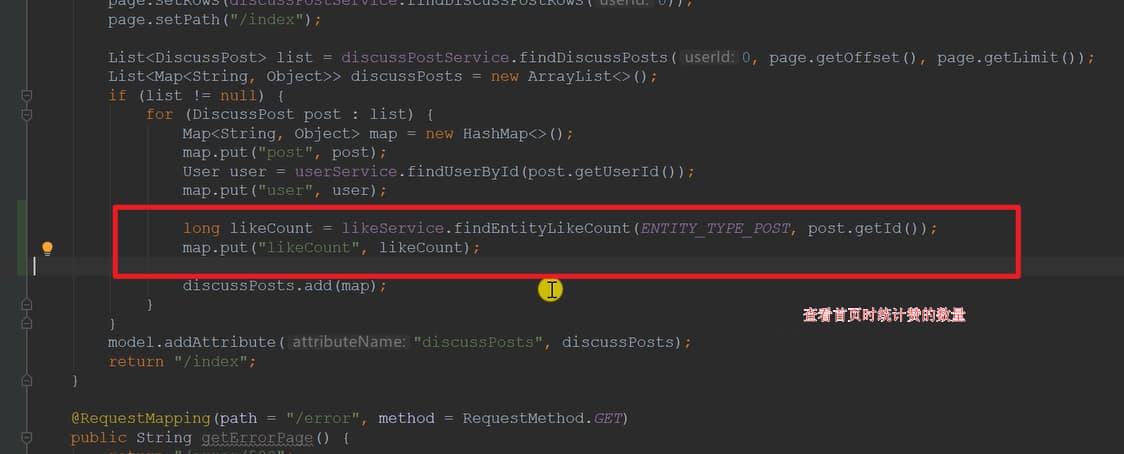 page.setRows(discussPostService.findDiscussPostRows( userId: 0));
page.setPath("/index");
List<DiscussPost> list = discussPostService.findDiscussPosts( userId: 0, page.getOffset(), page.getLimit());
List<Map<String, Object>> discussPosts = new ArrayList<>();
if (list != null) {
for (DiscussPost post : list) {
Map<String, Object> map = new HashMap<>();
map.put("post", post);
User user = userService.findUserById(post.getUserId());
map.put("user", user);
long likeCount = likeService.findEntityLikeCount(ENTITY_TYPE_POST, post.getId());
map.put("likeCount", likeCount);
discussPosts.add(map);
}
查看首页时统计赞的数量
}
model.addAttribute( attributeName: "discussPosts", discussPosts);
return "/index";
}
@RequestMapping(path = "/error", method = RequestMethod.GET)
public String getErrorPage() {
return "/error/500";